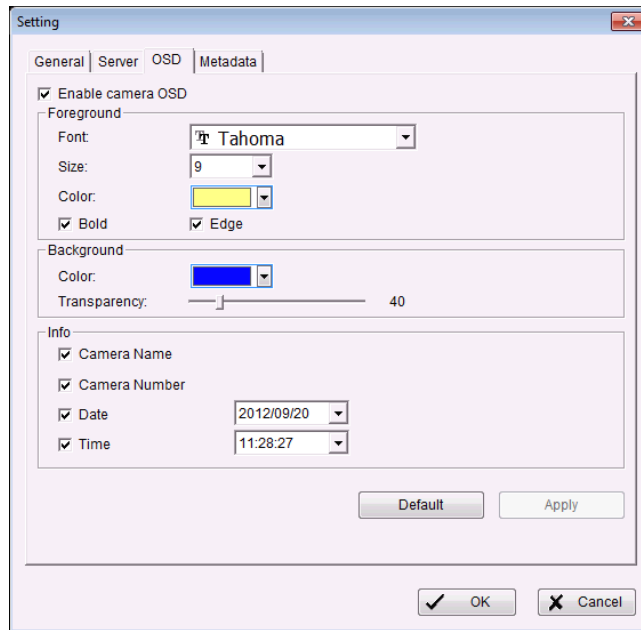 Setting
General Server OSD Metadata
Enable camera OSD
Foreground
Font: Tahoma
Size: 9
Color:
Bold Edge
Background
Color:
Transparency: 40
Info
Camera Name
Camera Number
Date 2012/09/20
Time 11:28:27
Default Apply
OK Cancel